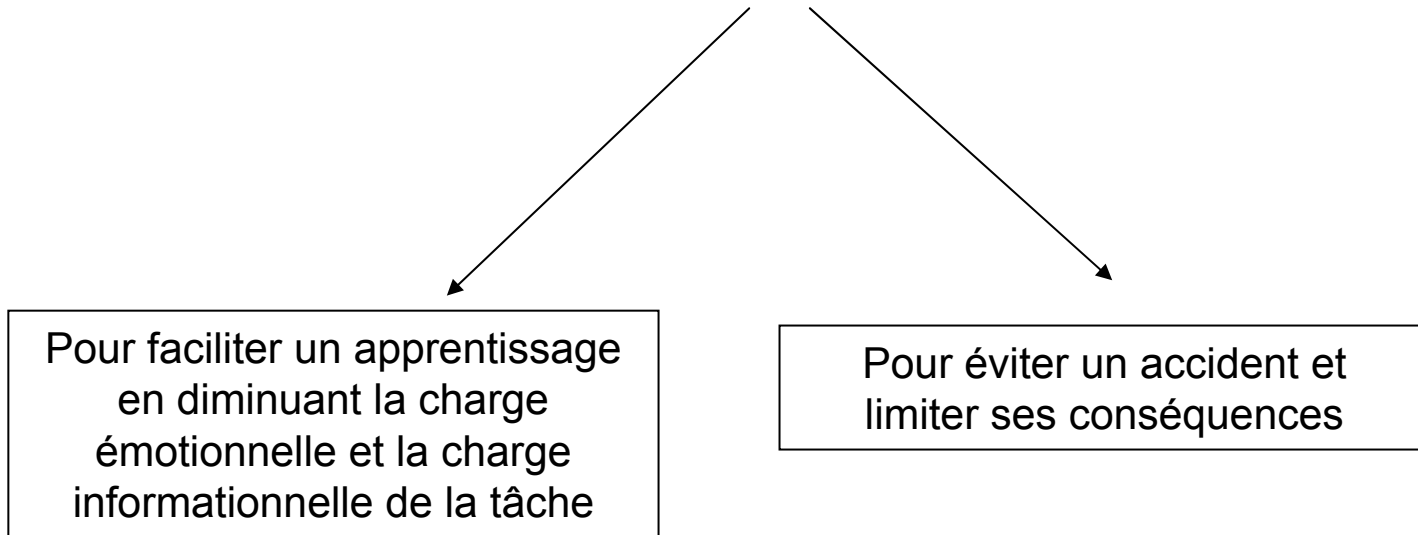 Pour faciliter un apprentissage
en diminuant la charge
émotionnelle et la charge
informationnelle de la tâche
Pour éviter un accident et
limiter ses conséquences